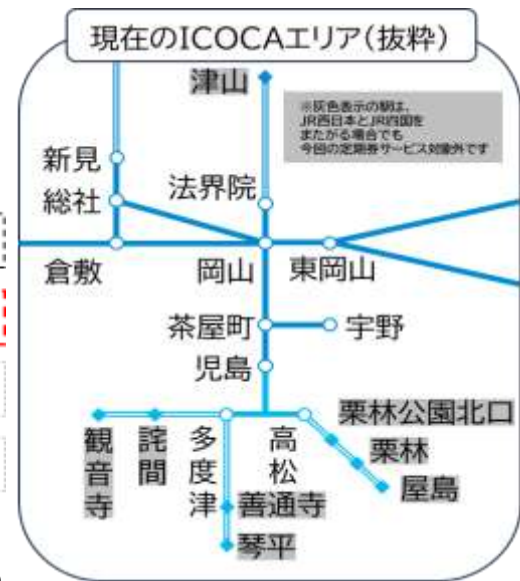 現在のICOCAエリア(抜粋)
津山
※灰色表示の駅は、
JR西日本とJR四国を
またがる場合でも
今回の定期券サービス対象外です
新見
総社
法界院
倉敷
岡山
東岡山
茶屋町
宇野
児島
観音寺
詫間
多度津
高松
栗林公園北口
栗林
屋島
善通寺
琴平